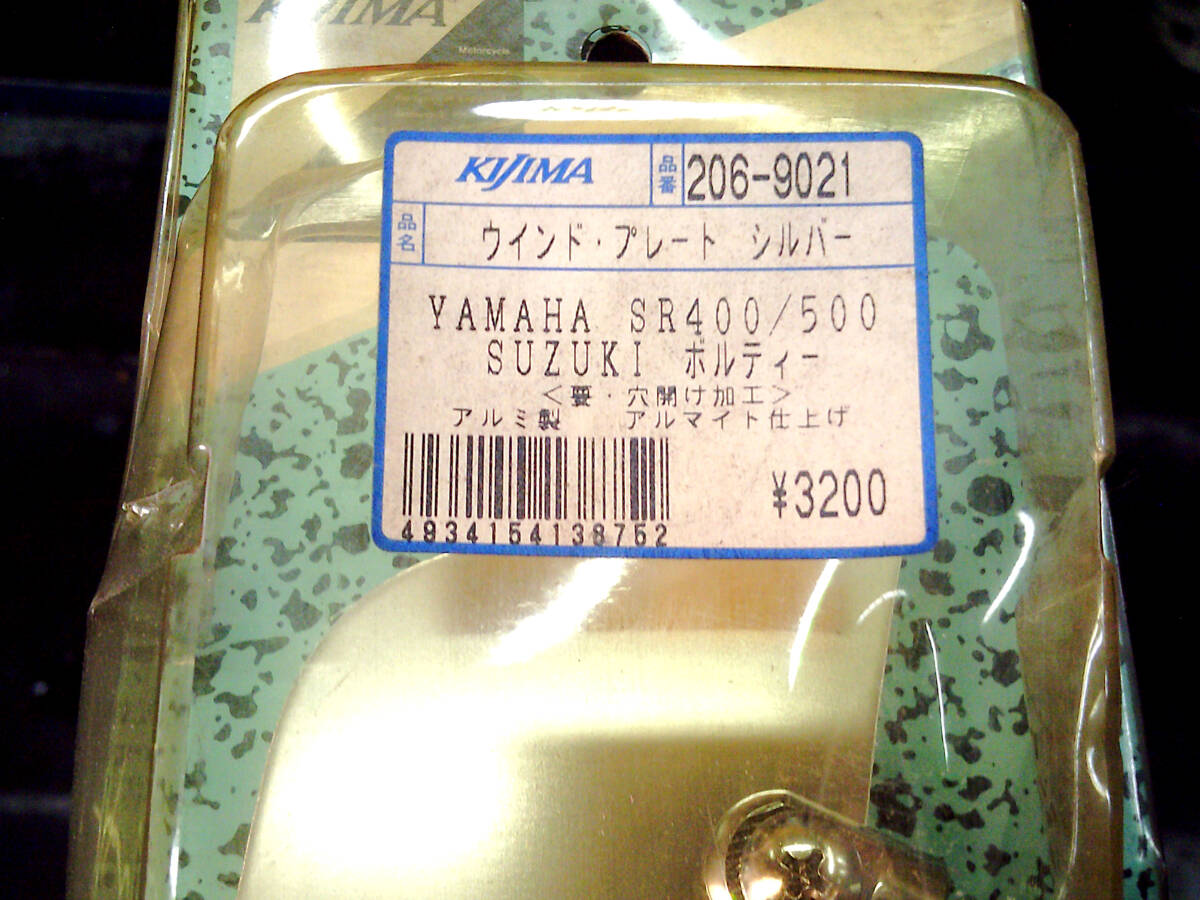 KIJIMA
Motorcycle
KIJIMA 品番 206-9021
品名 ウインド・プレート シルバー
YAMAHA SR400/500
SUZUKI ボルティー
<要・穴開け加工>
アルミ製 アルマイト仕上げ
¥3200
4934154138752